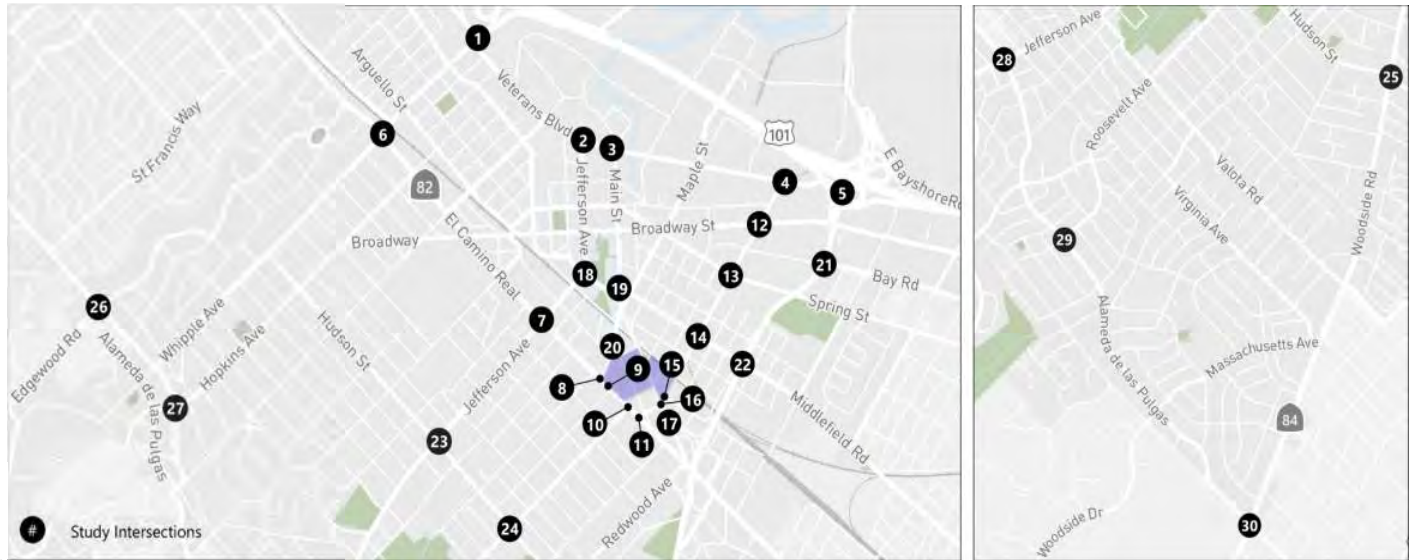 1
Arguello St
Veterans Blvd
6
2
3
St Francis Way
101
Maple St
4
5
E Bayshore Rd
82
Jefferson Ave
Main St
12
Broadway
El Camino Real
Broadway St
18
19
13
21
Bay Rd
Spring St
26
Edgewood Rd
Alameda de las Pulgas
Whipple Ave
Hopkins Ave
27
Hudson St
7
Jefferson Ave
14
20
9
15
22
8
16
10
17
11
Middlefield Rd
23
24
Redwood Ave
# Study Intersections
28
Jefferson Ave
Hudson St
25
Roosevelt Ave
Valota Rd
Virginia Ave
Woodside Rd
29
Alameda de las Pulgas
Massachusetts Ave
84
30
Woodside Dr